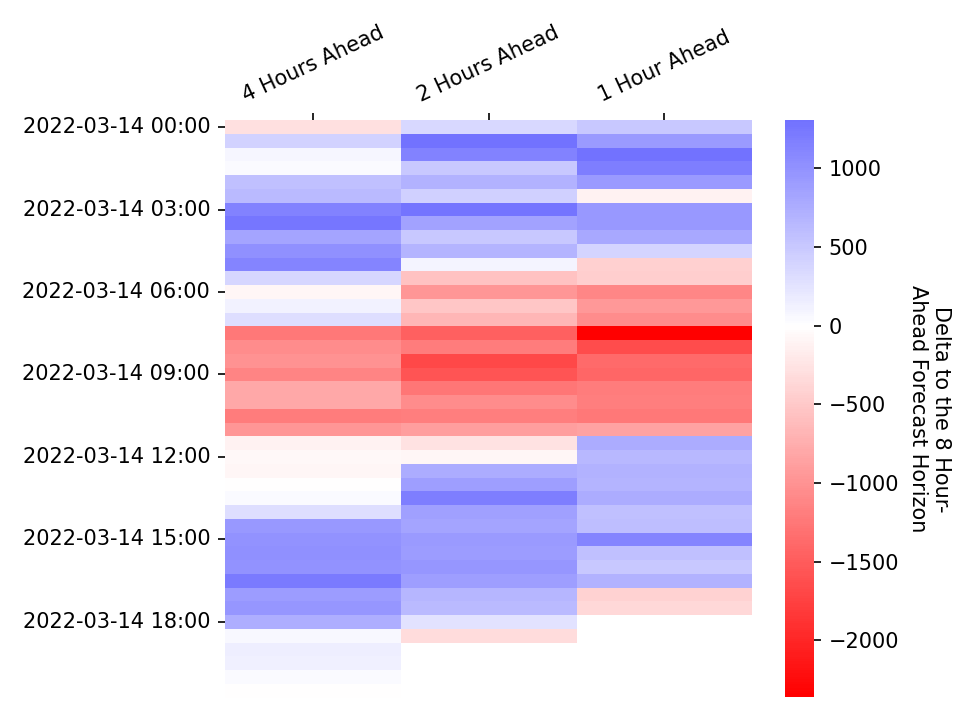 4 Hours Ahead
2 Hours Ahead
1 Hour Ahead
2022-03-14 00:00
2022-03-14 03:00
2022-03-14 06:00
2022-03-14 09:00
2022-03-14 12:00
2022-03-14 15:00
2022-03-14 18:00
1000
500
0
−500
−1000
−1500
−2000
Delta to the 8 Hour-
Ahead Forecast Horizon